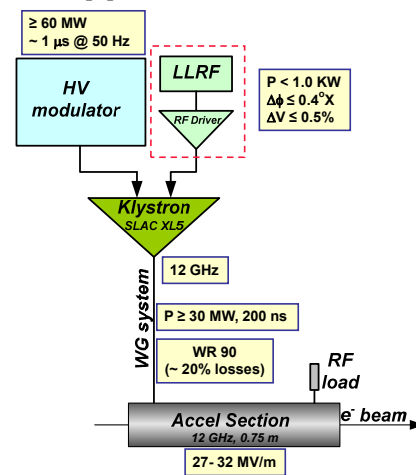 ≥ 60 MW
~ 1 μs @ 50 Hz
HV
modulator
LLRF
RF Driver
P < 1.0 KW
Δϕ ≤ 0.4°X
ΔV ≤ 0.5%
Klystron
SLAC XL5
12 GHz
WG system
P ≥ 30 MW, 200 ns
WR 90
(~ 20% losses)
RF
load
e⁻ beam
Accel Section
12 GHz, 0.75 m
27- 32 MV/m